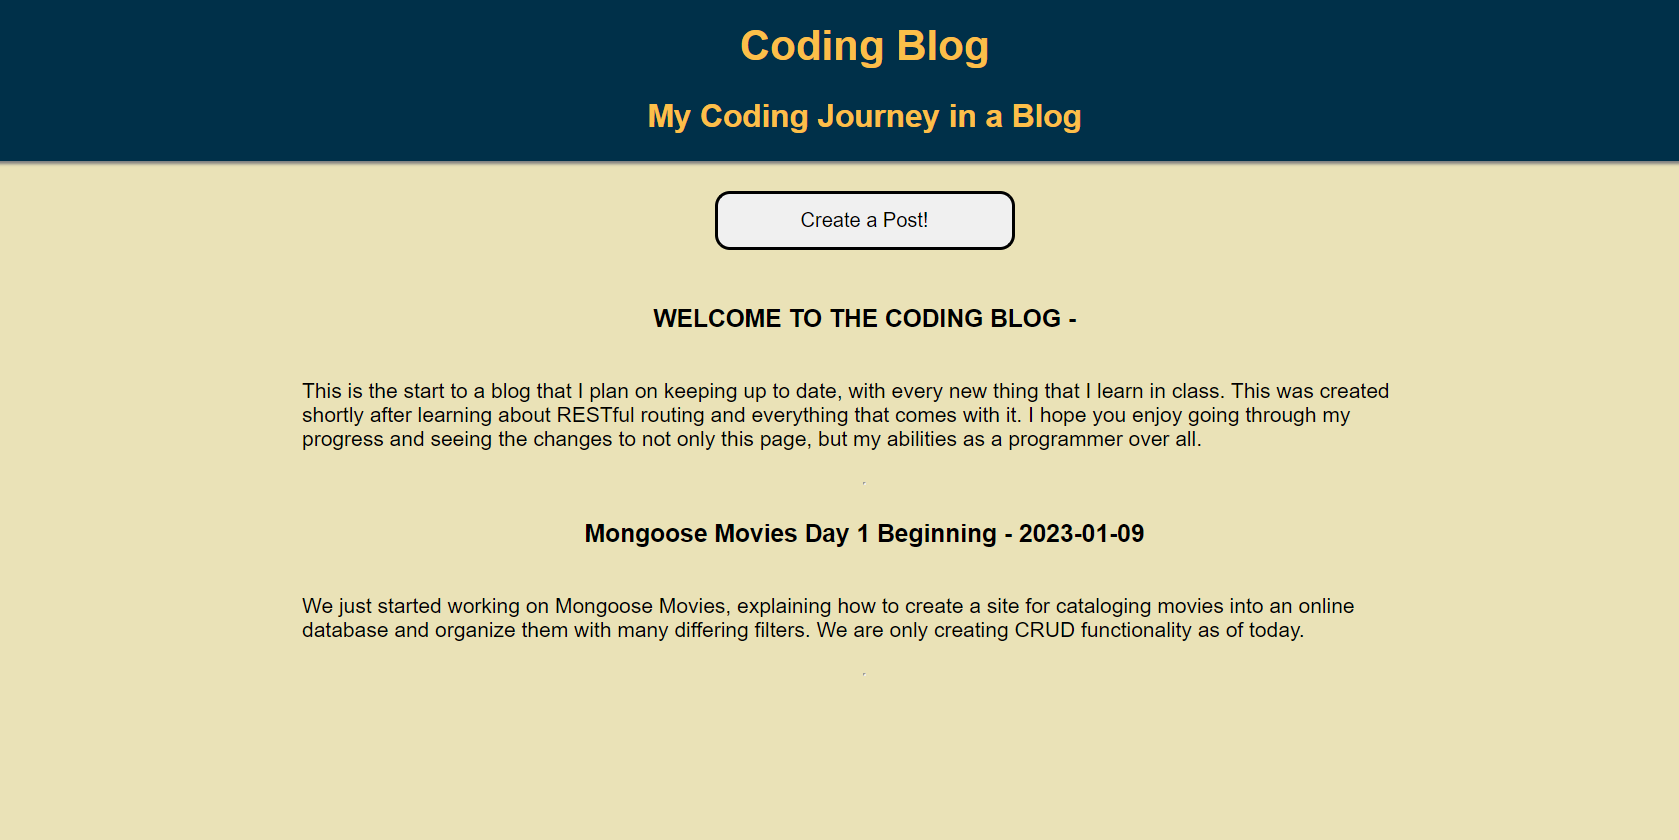 Coding Blog
My Coding Journey in a Blog
Create a Post!
WELCOME TO THE CODING BLOG -
This is the start to a blog that I plan on keeping up to date, with every new thing that I learn in class. This was created
shortly after learning about RESTful routing and everything that comes with it. I hope you enjoy going through my
progress and seeing the changes to not only this page, but my abilities as a programmer over all.
Mongoose Movies Day 1 Beginning - 2023-01-09
We just started working on Mongoose Movies, explaining how to create a site for cataloging movies into an online
database and organize them with many differing filters. We are only creating CRUD functionality as of today.